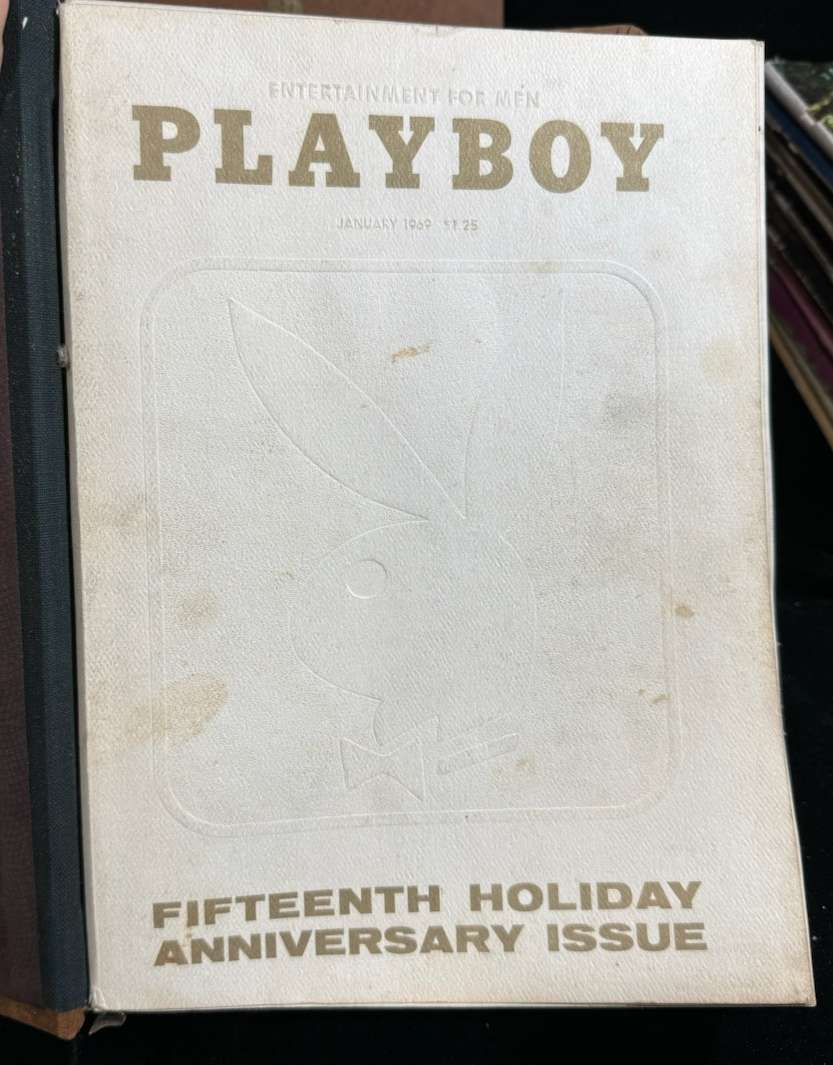 ENTERTAINMENT FOR MEN
PLAYBOY
JANUARY 1969 $1.25
FIFTEENTH HOLIDAY
ANNIVERSARY ISSUE